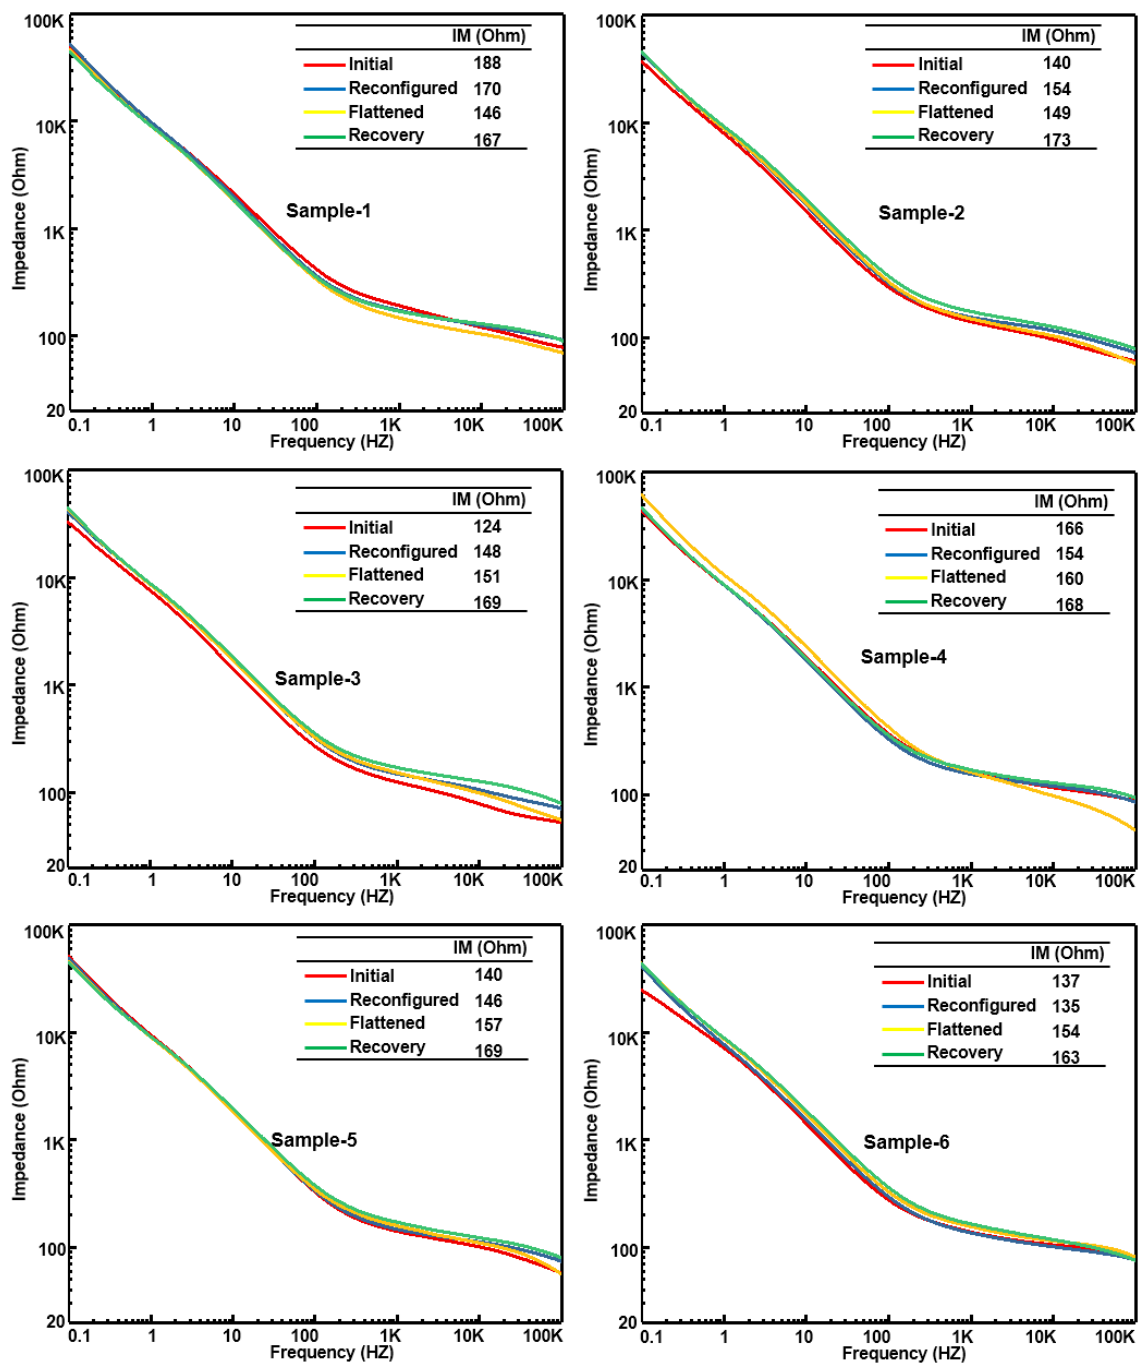 100K
10K
1K
100
20
Impedance (Ohm)
IM (Ohm)
Initial 188
Reconfigured 170
Flattened 146
Recovery 167
Sample-1
0.1 1 10 100 1K 10K 100K
Frequency (HZ)
100K
10K
1K
100
20
Impedance (Ohm)
IM (Ohm)
Initial 140
Reconfigured 154
Flattened 149
Recovery 173
Sample-2
0.1 1 10 100 1K 10K 100K
Frequency (HZ)
100K
10K
1K
100
20
Impedance (Ohm)
IM (Ohm)
Initial 124
Reconfigured 148
Flattened 151
Recovery 169
Sample-3
0.1 1 10 100 1K 10K 100K
Frequency (HZ)
100K
10K
1K
100
20
Impedance (Ohm)
IM (Ohm)
Initial 166
Reconfigured 154
Flattened 160
Recovery 168
Sample-4
0.1 1 10 100 1K 10K 100K
Frequency (HZ)
100K
10K
1K
100
20
Impedance (Ohm)
IM (Ohm)
Initial 140
Reconfigured 146
Flattened 157
Recovery 169
Sample-5
0.1 1 10 100 1K 10K 100K
Frequency (HZ)
100K
10K
1K
100
20
Impedance (Ohm)
IM (Ohm)
Initial 137
Reconfigured 135
Flattened 154
Recovery 163
Sample-6
0.1 1 10 100 1K 10K 100K
Frequency (HZ)